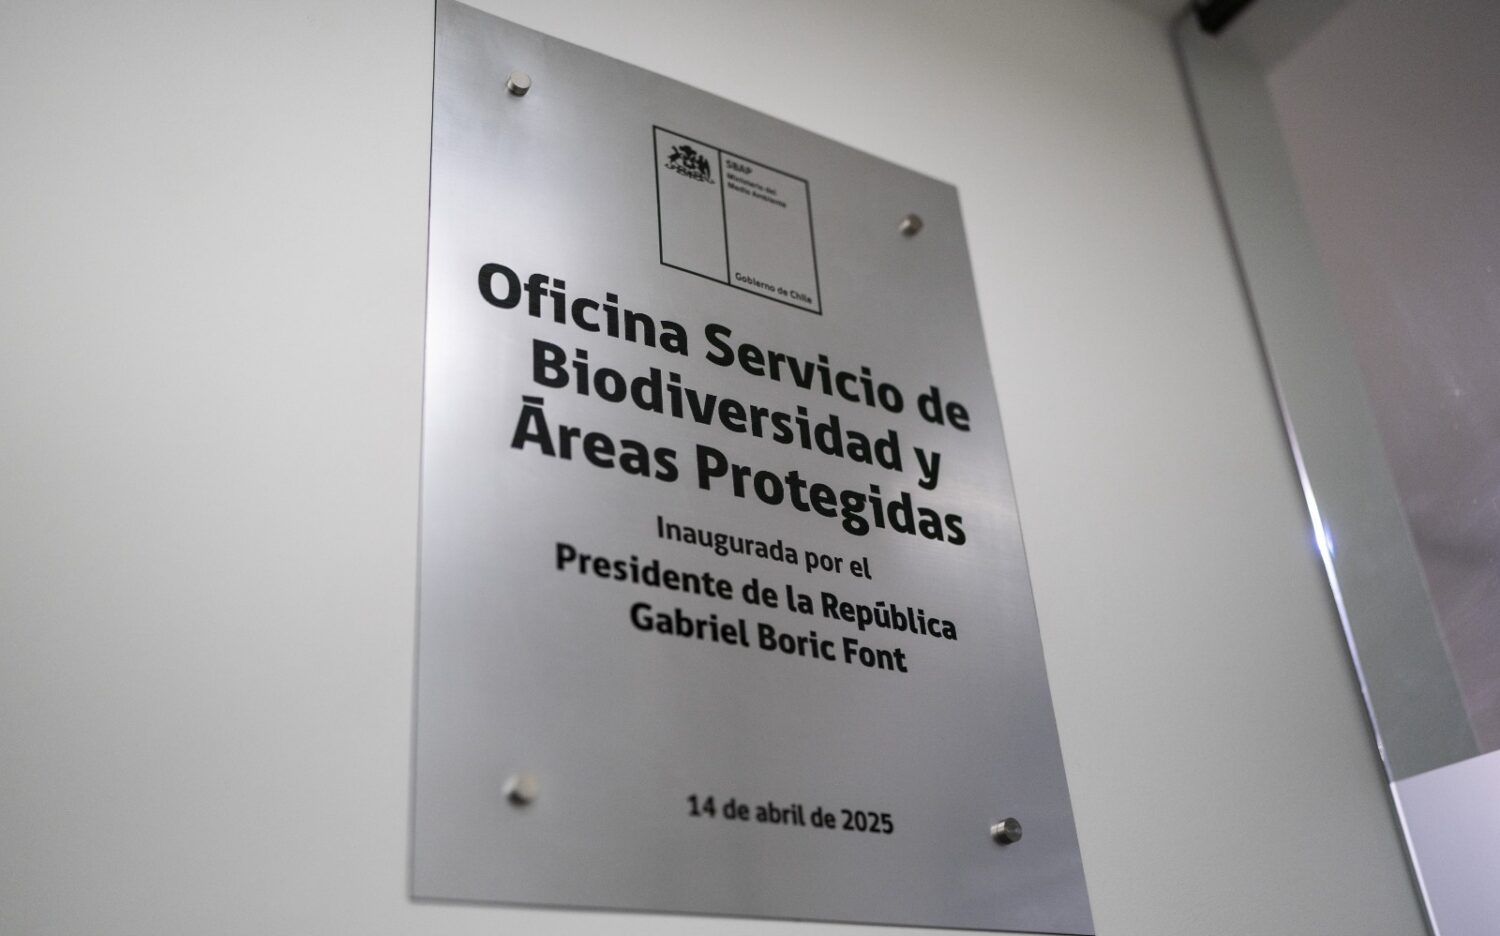 SBAP
Ministerio del
Medio Ambiente
Gobierno de Chile
Oficina Servicio de
Biodiversidad y
Áreas Protegidas
Inaugurada por el
Presidente de la República
Gabriel Boric Font
14 de abril de 2025